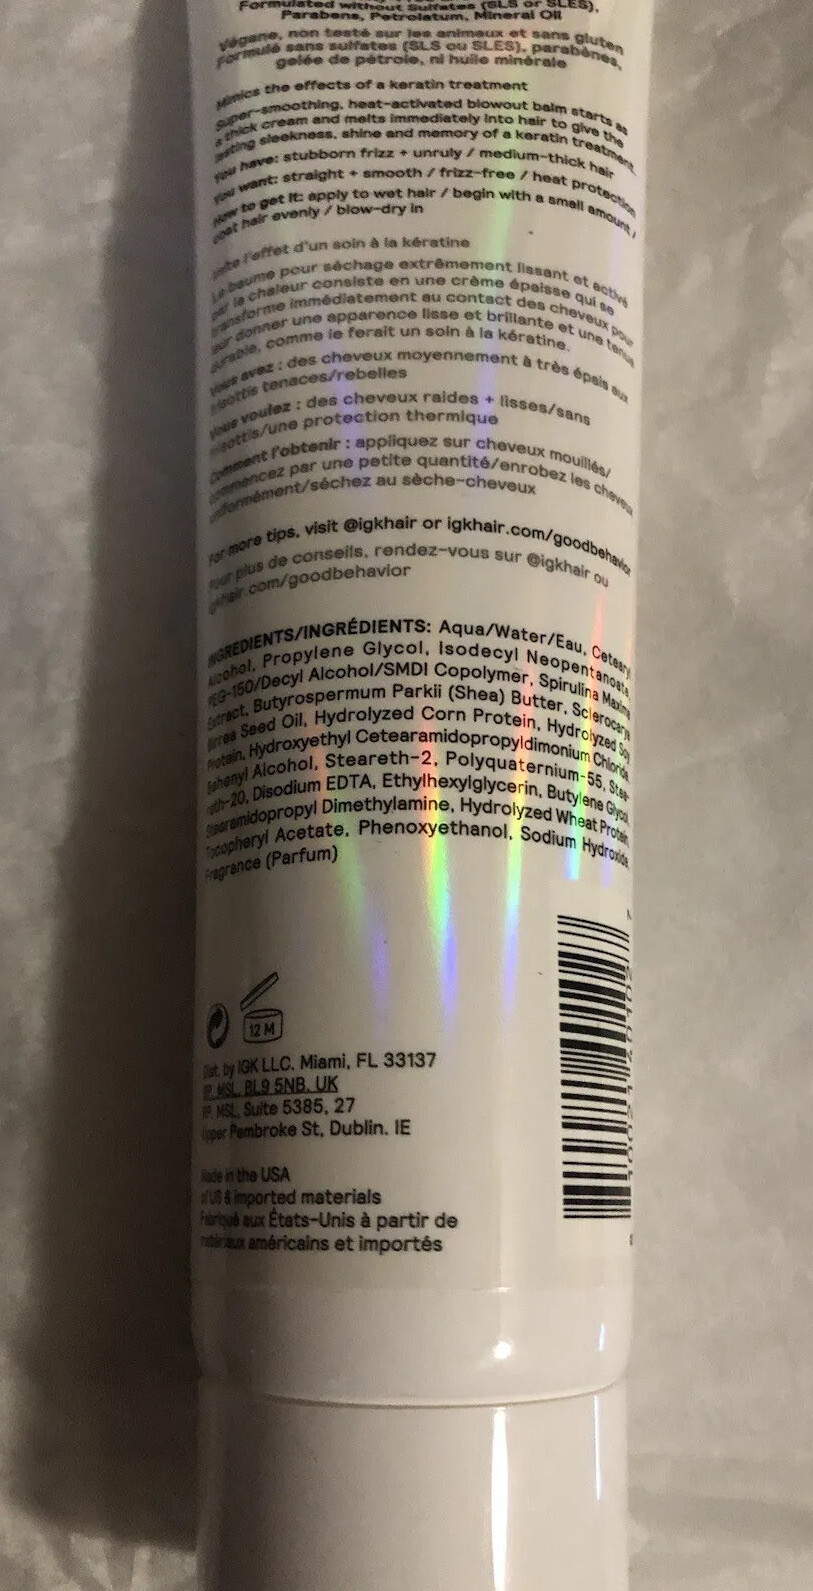 Formulated without Sulfates (SLS or SLES),
Parabens, Petrolatum, Mineral Oil
Végane, non testé sur les animaux et sans gluten
Formulé sans sulfates (SLS ou SLES), parabènes,
gelée de pétrole, ni huile minérale
Mimics the effects of a keratin treatment
Super-smoothing, heat-activated blowout balm starts as
a thick cream and melts immediately into hair to give the
lasting sleekness, shine and memory of a keratin treatment.
You have: stubborn frizz + unruly / medium-thick hair
You want: straight + smooth / frizz-free / heat protection
How to get it: apply to wet hair / begin with a small amount /
coat hair evenly / blow-dry in
l'effet d'un soin à la kératine
Le baume pour séchage extrêmement lissant et activé
par la chaleur consiste en une crème épaisse qui se
transforme immédiatement au contact des cheveux pour
leur donner une apparence lisse et brillante et une tenue
durable, comme le ferait un soin à la kératine.
Vous avez : des cheveux moyennement à très épais aux
frisottis tenaces/rebelles
Vous voulez : des cheveux raides + lisses/sans
frisottis/une protection thermique
Comment l'obtenir : appliquez sur cheveux mouillés/
commencez par une petite quantité/enrobez les cheveux
uniformément/séchez au sèche-cheveux
For more tips, visit @igkhair or igkhair.com/goodbehavior
Pour plus de conseils, rendez-vous sur @igkhair ou
igkhair.com/goodbehavior
INGREDIENTS/INGRÉDIENTS: Aqua/Water/Eau, Cetearyl
Alcohol, Propylene Glycol, Isodecyl Neopentanoate,
PEG-150/Decyl Alcohol/SMDI Copolymer, Spirulina Maxima
Extract, Butyrospermum Parkii (Shea) Butter, Sclerocarya
Birrea Seed Oil, Hydrolyzed Corn Protein, Hydrolyzed Soy
Protein, Hydroxyethyl Cetearamidopropyldimonium Chloride,
Behenyl Alcohol, Steareth-2, Polyquaternium-55, Stea-
reth-20, Disodium EDTA, Ethylhexylglycerin, Butylene Glycol,
Stearamidopropyl Dimethylamine, Hydrolyzed Wheat Protein,
Tocopheryl Acetate, Phenoxyethanol, Sodium Hydroxide,
Fragrance (Parfum)
12 M
Dist. by IGK LLC. Miami, FL 33137
RP. MSL. BL9 5NB. UK
RP. MSL, Suite 5385, 27
Upper Pembroke St, Dublin. IE
Made in the USA
of US & imported materials
Fabriqué aux États-Unis à partir de
matériaux américains et importés